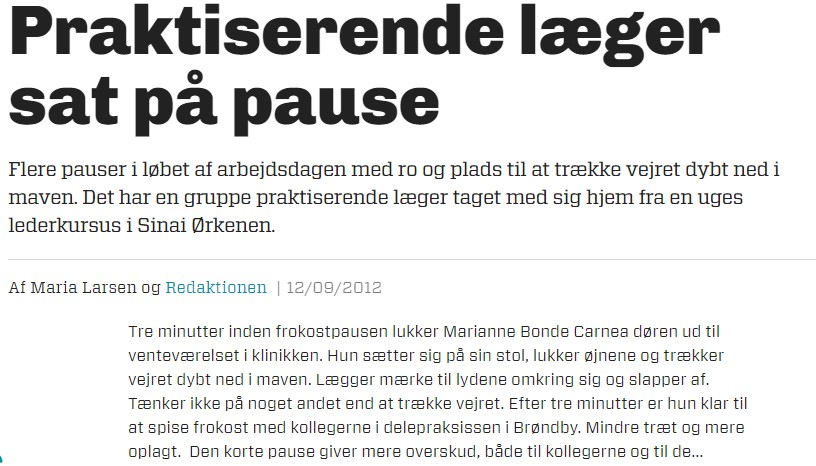 Praktiserende læger
sat på pause
Flere pauser i løbet af arbejdsdagen med ro og plads til at trække vejret dybt ned i
maven. Det har en gruppe praktiserende læger taget med sig hjem fra en uges
lederkursus i Sinai Ørkenen.
Af Maria Larsen og Redaktionen | 12/09/2012
Tre minutter inden frokostpausen lukker Marianne Bonde Carnea døren ud til
venteværelset i klinikken. Hun sætter sig på sin stol, lukker øjnene og trækker
vejret dybt ned i maven. Lægger mærke til lydene omkring sig og slapper af.
Tænker ikke på noget andet end at trække vejret. Efter tre minutter er hun klar til
at spise frokost med kollegerne i delepraksissen i Brøndby. Mindre træt og mere
oplagt. Den korte pause giver mere overskud, både til kollegerne og til de...